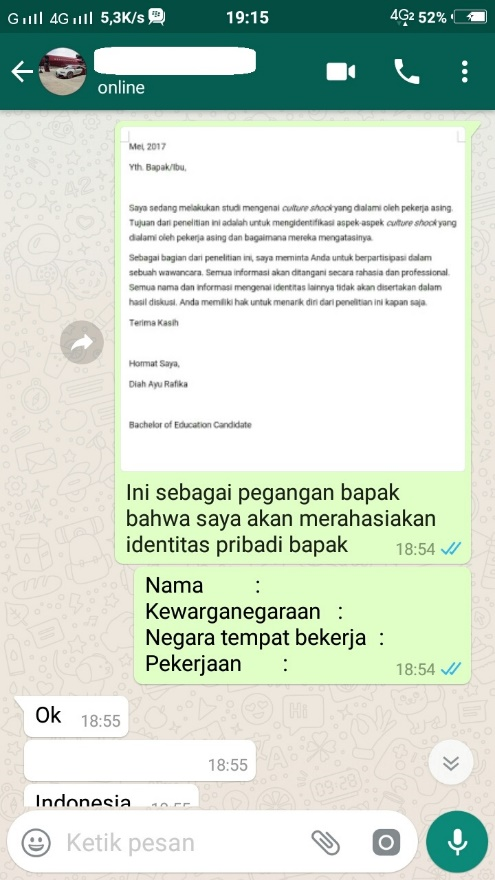 G 4G 5,3K/s 19:15 4G2 52%
online
Mei, 2017
Yth. Bapak/Ibu,
Saya sedang melakukan studi mengenai culture shock yang dialami oleh pekerja asing.
Tujuan dari penelitian ini adalah untuk mengidentifikasi aspek-aspek culture shock yang
dialami oleh pekerja asing dan bagaimana mereka mengatasinya.
Sebagai bagian dari penelitian ini, saya meminta Anda untuk berpartisipasi dalam
sebuah wawancara. Semua informasi akan ditangani secara rahasia dan professional.
Semua nama dan informasi mengenai identitas lainnya tidak akan disertakan dalam
hasil diskusi. Anda memiliki hak untuk menarik diri dari penelitian ini kapan saja.
Terima Kasih
Hormat Saya,
Diah Ayu Rafika
Bachelor of Education Candidate
Ini sebagai pegangan bapak
bahwa saya akan merahasiakan
identitas pribadi bapak 18:54
Nama :
Kewarganegaraan :
Negara tempat bekerja :
Pekerjaan : 18:54
Ok 18:55
18:55
Indonesia 18:55
Ketik pesan